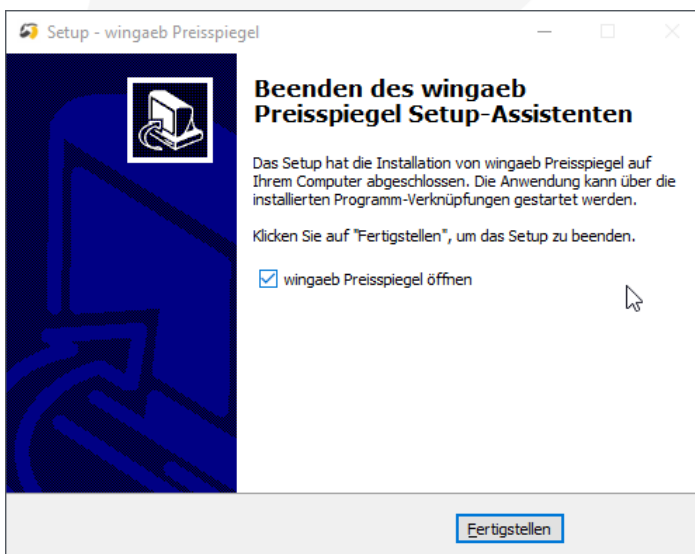 Setup - wingaeb Preisspiegel
Beenden des wingaeb
Preisspiegel Setup-Assistenten
Das Setup hat die Installation von wingaeb Preisspiegel auf
Ihrem Computer abgeschlossen. Die Anwendung kann über die
installierten Programm-Verknüpfungen gestartet werden.
Klicken Sie auf "Fertigstellen", um das Setup zu beenden.
wingaeb Preisspiegel öffnen
Fertigstellen